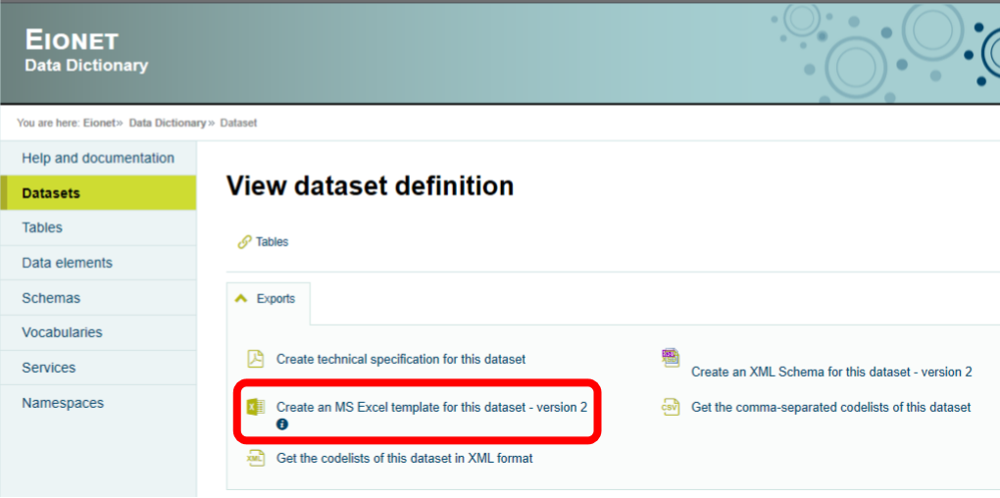 EIONET
Data Dictionary
You are here: Eionet» Data Dictionary» Dataset
Help and documentation
Datasets
Tables
Data elements
Schemas
Vocabularies
Services
Namespaces
View dataset definition
Tables
Exports
Create technical specification for this dataset
Create an XML Schema for this dataset - version 2
Create an MS Excel template for this dataset - version 2
Get the comma-separated codelists of this dataset
Get the codelists of this dataset in XML format